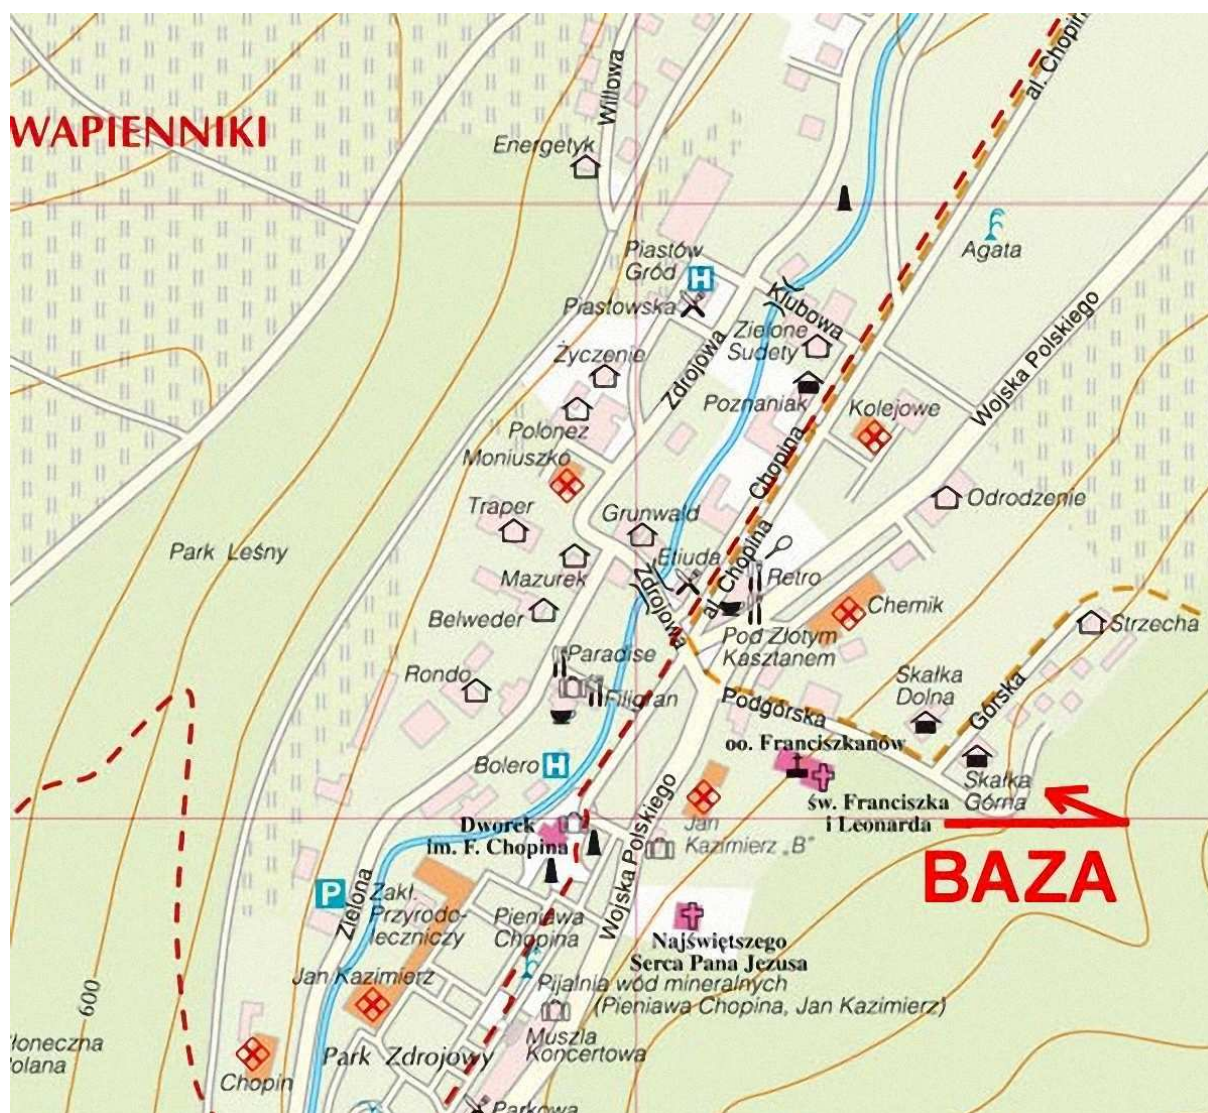 al. Chopina
Willowa
WAPIENNIKI
Energetyk
Agata
Piastów
Gród
H
Piastowska
Klubowa
Zielone
Sudety
Wojska Polskiego
Życzenie
Zdrojowa
Poznaniak
Kolejowe
Polonez
Moniuszko
Chopina
Odrodzenie
Traper
Grunwald
Park Leśny
Etiuda
al. Chopina
Retro
Mazurek
Zdrojowa
Chemik
Belweder
Strzecha
Pod Złotym
Kasztanem
Paradise
Rondo
Skałka
Dolna
Górska
Filigran
Podgórska
oo. Franciszkanów
Bolero
H
Skałka
Górna
św. Franciszka
i Leonarda
Dworek
im. F. Chopina
Jan
Kazimierz „B”
Wojska Polskiego
BAZA
P
Zielona
Zakł.
Przyrodo-
leczniczy
Pieniawa
Chopina
Najświętszego
Serca Pana Jezusa
Jan Kazimierz
Pijalnia wód mineralnych
(Pieniawa Chopina, Jan Kazimierz)
600
Muszla
Koncertowa
Park Zdrojowy
łoneczna
olana
Chopin
Parkowa